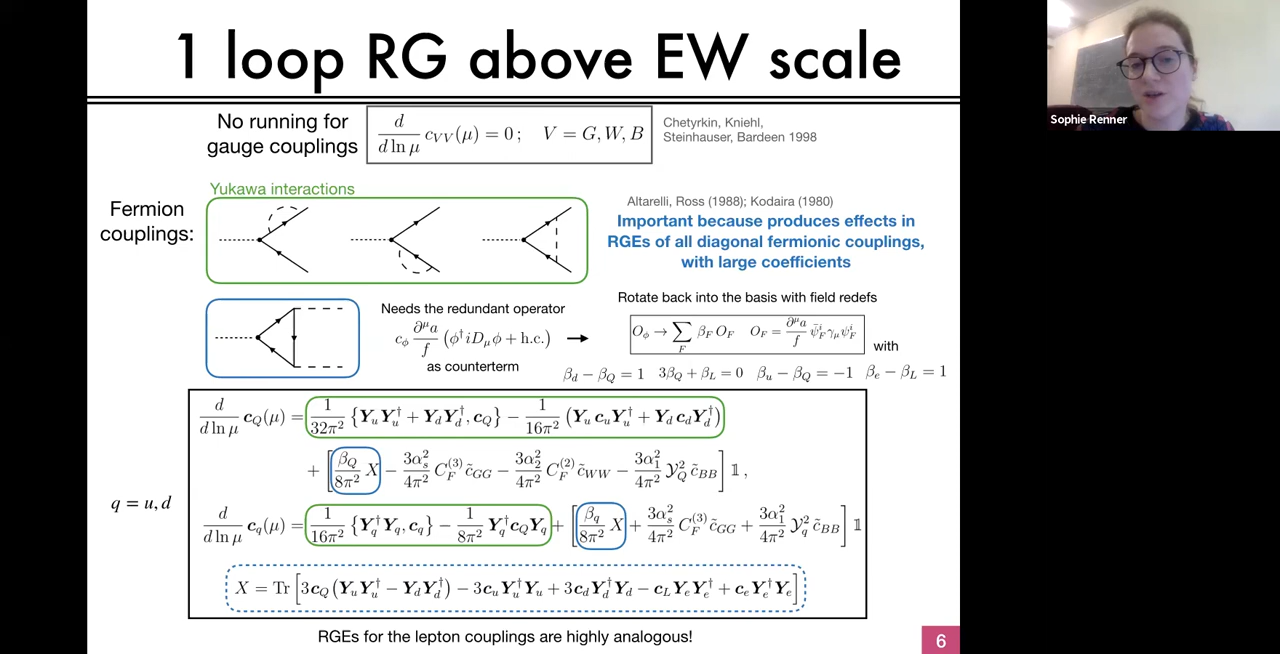 1 loop RG above EW scale
No running for
gauge couplings
d/(d ln μ) c_VV(μ) = 0 ; V = G, W, B
Chetyrkin, Kniehl,
Steinhauser, Bardeen 1998
Sophie Renner
Yukawa interactions
Fermion
couplings:
Altarelli, Ross (1988); Kodaira (1980)
Important because produces effects in
RGEs of all diagonal fermionic couplings,
with large coefficients
Needs the redundant operator
c_ϕ (∂^μ a)/f (ϕ† i D_μ ϕ + h.c.)
as counterterm
Rotate back into the basis with field redefs
O_ϕ → ∑_F β_F O_F   O_F = (∂^μ a)/f ψ̄_F^i γ_μ ψ_F^i
with
β_d − β_Q = 1   3β_Q + β_L = 0   β_u − β_Q = −1   β_e − β_L = 1
d/(d ln μ) c_Q(μ) = 1/(32π²) {Y_u Y_u† + Y_d Y_d†, c_Q} − 1/(16π²) (Y_u c_u Y_u† + Y_d c_d Y_d†)
+ [β_Q/(8π²) X − 3α_s²/(4π²) C_F^(3) c̃_GG − 3α_2²/(4π²) C_F^(2) c̃_WW − 3α_1²/(4π²) 𝒴_Q² c̃_BB] 𝟙 ,
q = u, d
d/(d ln μ) c_q(μ) = 1/(16π²) {Y_q† Y_q, c_q} − 1/(8π²) Y_q† c_Q Y_q + [β_q/(8π²) X + 3α_s²/(4π²) C_F^(3) c̃_GG + 3α_1²/(4π²) 𝒴_q² c̃_BB] 𝟙
X = Tr [3c_Q (Y_u Y_u† − Y_d Y_d†) − 3c_u Y_u† Y_u + 3c_d Y_d† Y_d − c_L Y_e Y_e† + c_e Y_e† Y_e]
RGEs for the lepton couplings are highly analogous!
6